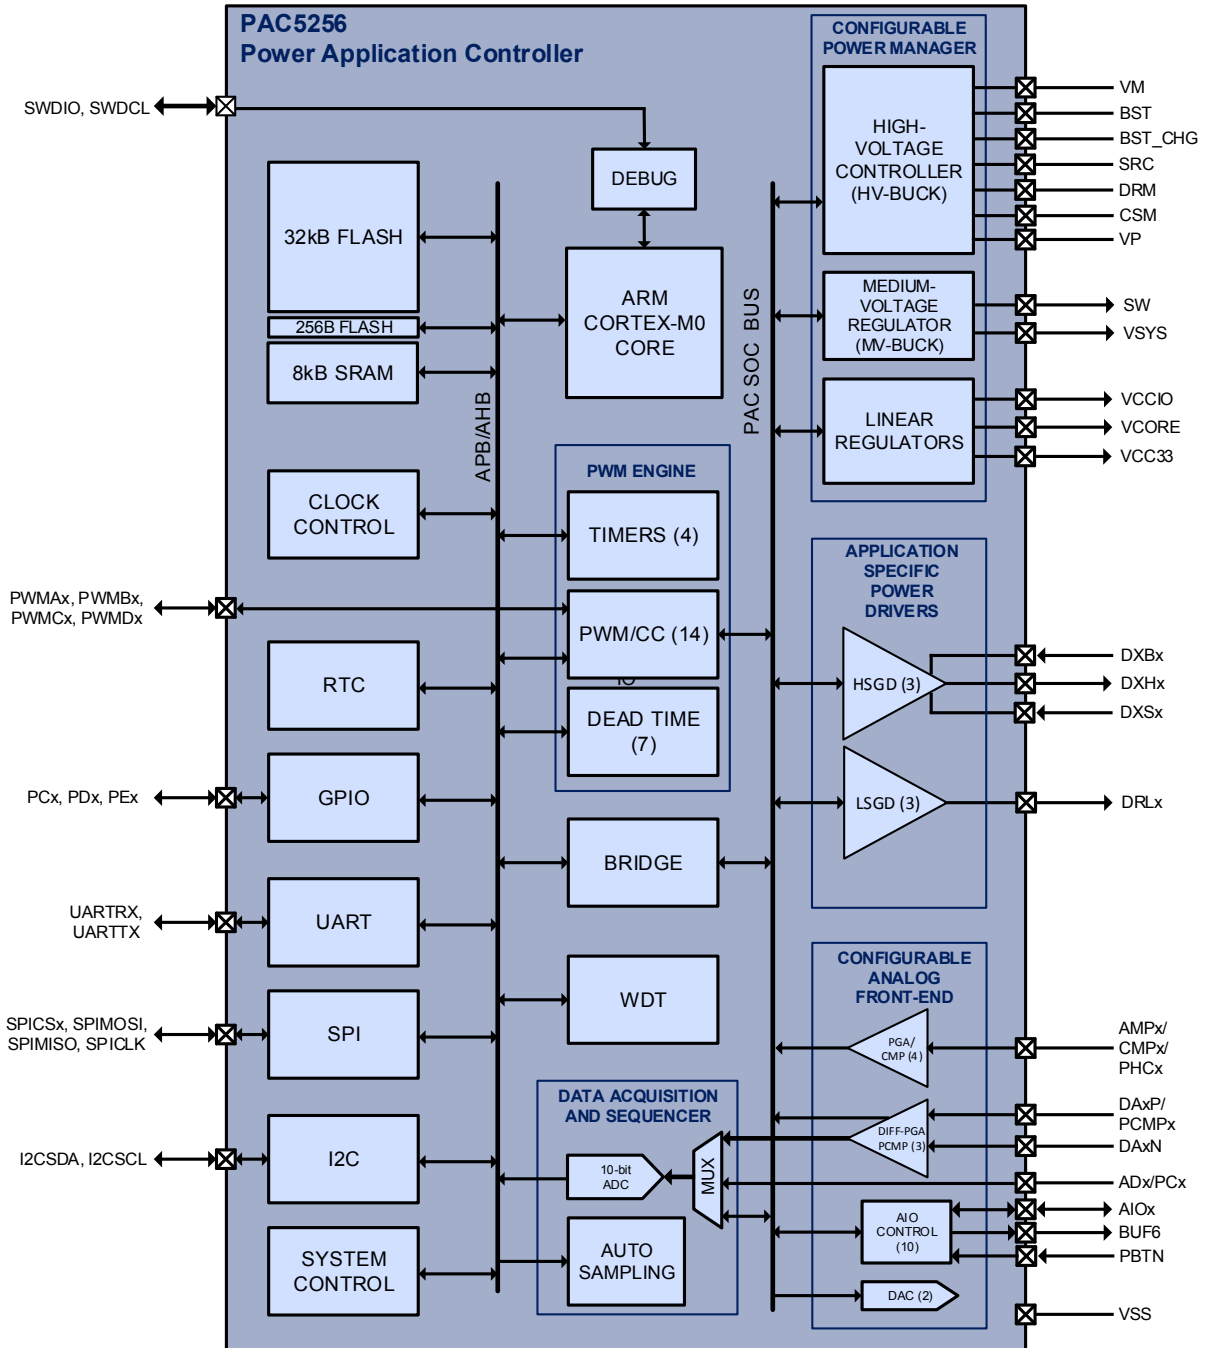 PAC5256
Power Application Controller
SWDIO, SWDCL
32kB FLASH
256B FLASH
8kB SRAM
CLOCK
CONTROL
PWMAx, PWMBx,
PWMCx, PWMDx
RTC
PCx, PDx, PEx
GPIO
UARTRX,
UARTTX
UART
SPICSx, SPIMOSI,
SPIMISO, SPICLK
SPI
I2CSDA, I2CSCL
I2C
SYSTEM
CONTROL
APB/AHB
DEBUG
ARM
CORTEX-M0
CORE
PWM ENGINE
TIMERS (4)
PWM/CC (14)
IO
DEAD TIME
(7)
BRIDGE
WDT
DATA ACQUISITION
AND SEQUENCER
10-bit
ADC
MUX
AUTO
SAMPLING
PAC SOC BUS
CONFIGURABLE
POWER MANAGER
HIGH-
VOLTAGE
CONTROLLER
(HV-BUCK)
VM
BST
BST_CHG
SRC
DRM
CSM
VP
MEDIUM-
VOLTAGE
REGULATOR
(MV-BUCK)
SW
VSYS
LINEAR
REGULATORS
VCCIO
VCORE
VCC33
APPLICATION
SPECIFIC
POWER
DRIVERS
HSGD (3)
DXBx
DXHx
DXSx
LSGD (3)
DRLx
CONFIGURABLE
ANALOG
FRONT-END
PGA/
CMP (4)
AMPx/
CMPx/
PHCx
DIFF-PGA
PCMP (3)
DAxP/
PCMPx
DAxN
ADx/PCx
AIO
CONTROL
(10)
AIOx
BUF6
PBTN
DAC (2)
VSS